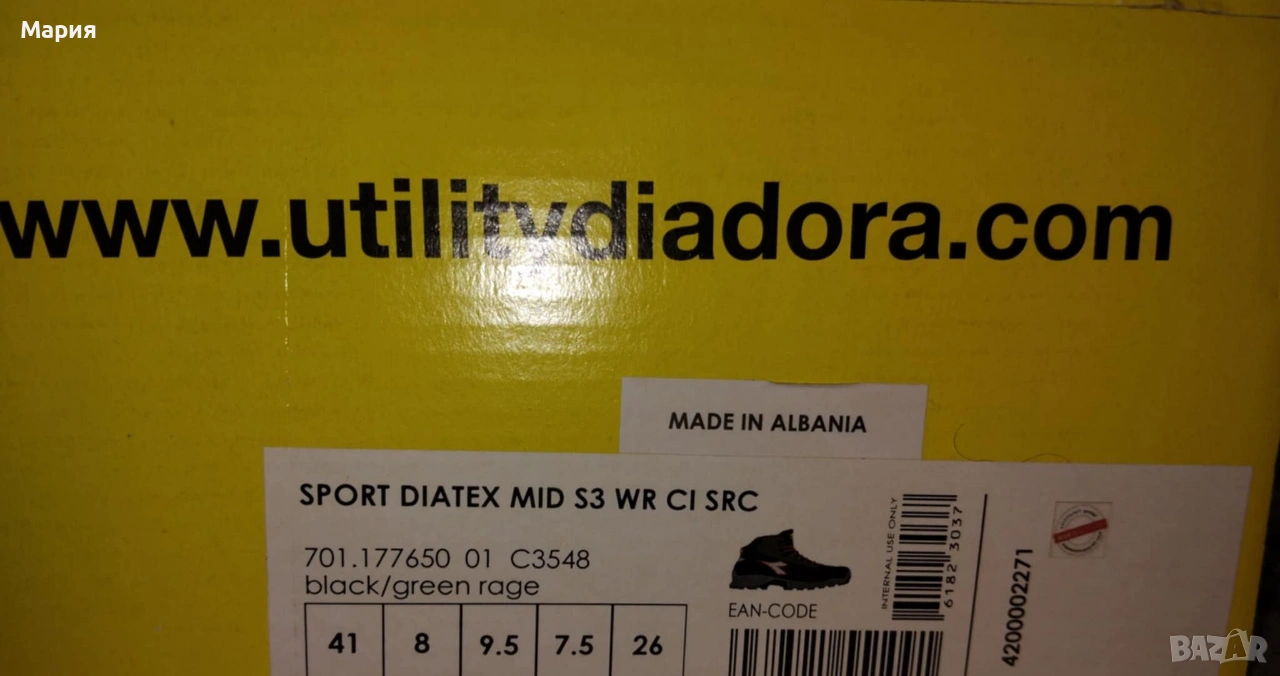 Мария
www.utilitydiadora.com
MADE IN ALBANIA
SPORT DIATEX MID S3 WR CI SRC
701.177650 01 C3548
black/green rage
41 8 9.5 7.5 26
EAN-CODE
INTERNAL USE ONLY
6182 3037
4200002271
BAZAR